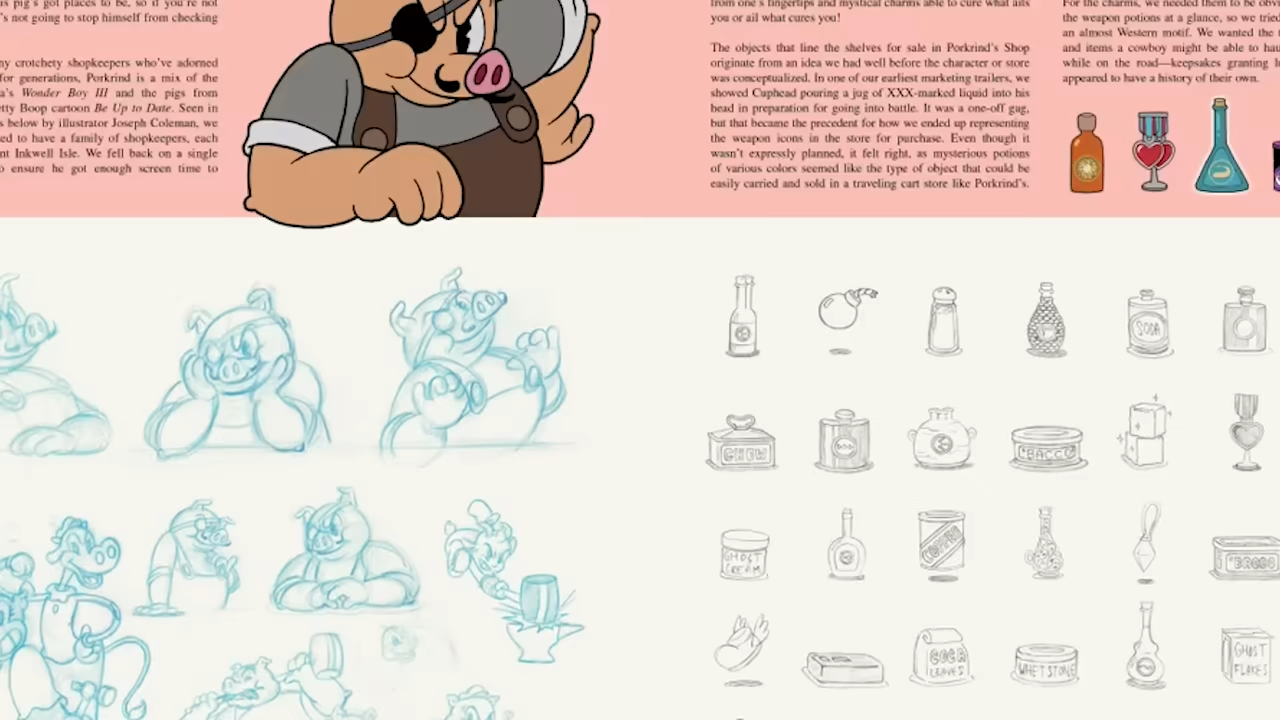 is pig's got places to be, so if you're not
's not going to stop himself from checking
ny crotchety shopkeepers who've adorned
for generations, Porkrind is a mix of the
a's Wonder Boy III and the pigs from
etty Boop cartoon Be Up to Date. Seen in
s below by illustrator Joseph Coleman, we
ed to have a family of shopkeepers, each
nt Inkwell Isle. We fell back on a single
o ensure he got enough screen time to
from one's fingertips and mystical charms able to cure what ails
you or ail what cures you!
The objects that line the shelves for sale in Porkrind's Shop
originate from an idea we had well before the character or store
was conceptualized. In one of our earliest marketing trailers, we
showed Cuphead pouring a jug of XXX-marked liquid into his
head in preparation for going into battle. It was a one-off gag,
but that became the precedent for how we ended up representing
the weapon icons in the store for purchase. Even though it
wasn't expressly planned, it felt right, as mysterious potions
of various colors seemed like the type of object that could be
easily carried and sold in a traveling cart store like Porkrind's.
For the charms, we needed them to be obvi
the weapon potions at a glance, so we tried
an almost Western motif. We wanted the
and items a cowboy might be able to ha
while on the road—keepsakes granting l
appeared to have a history of their own.
SODA
CHEW
'BACCO
GHOST
CREAM
COFFEE
'BACCO
COCA
LEAVES
WHETSTONE
GHOST
FLAKES